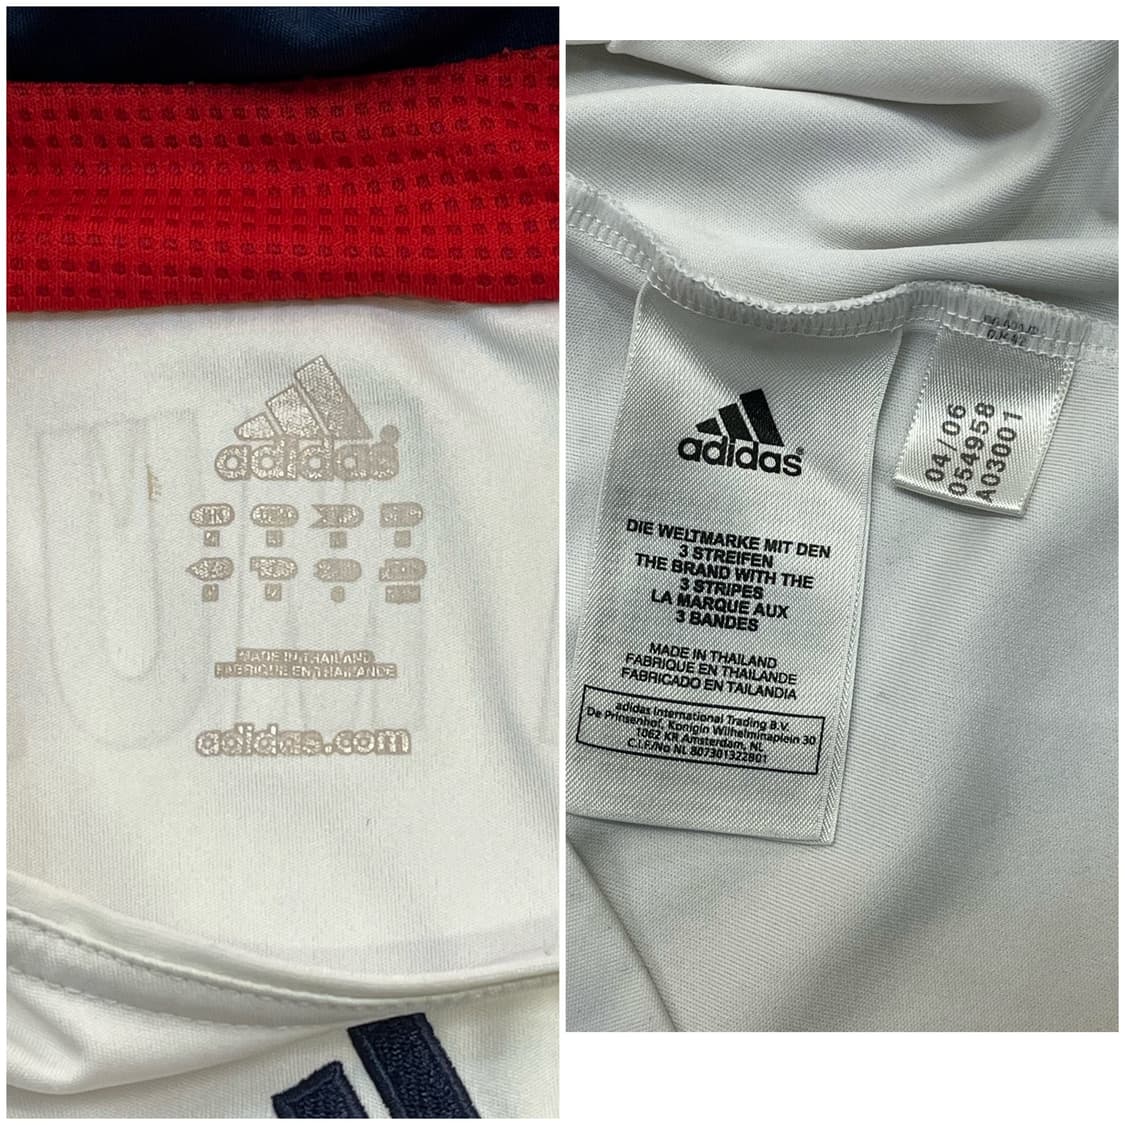 adidas
MADE IN THAILAND
FABRIQUE EN THAILANDE
adidas.com
adidas
DIE WELTMARKE MIT DEN
3 STREIFEN
THE BRAND WITH THE
3 STRIPES
LA MARQUE AUX
3 BANDES
MADE IN THAILAND
FABRIQUE EN THAILANDE
FABRICADO EN TAILANDIA
adidas International Trading B.V.
De Prinsenhof, Konigin Wilhelminaplein 30
1062 KR Amsterdam, NL
C.I.F/No NL 807301322B01
04/06
054958
A03001